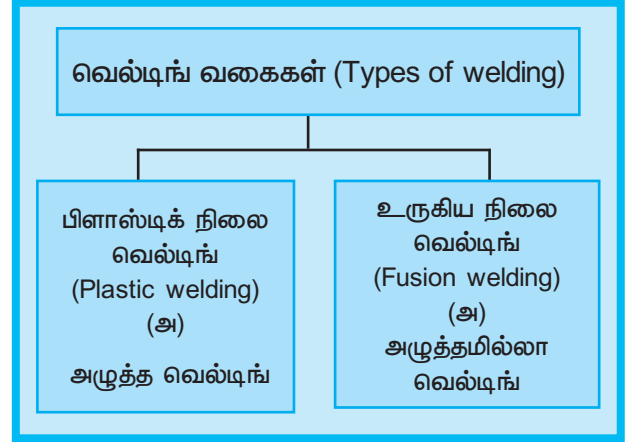 வெல்டிங் வகைகள் (Types of welding)
பிளாஸ்டிக் நிலை
வெல்டிங்
(Plastic welding)
(அ)
அழுத்த வெல்டிங்
உருகிய நிலை
வெல்டிங்
(Fusion welding)
(அ)
அழுத்தமில்லா
வெல்டிங்